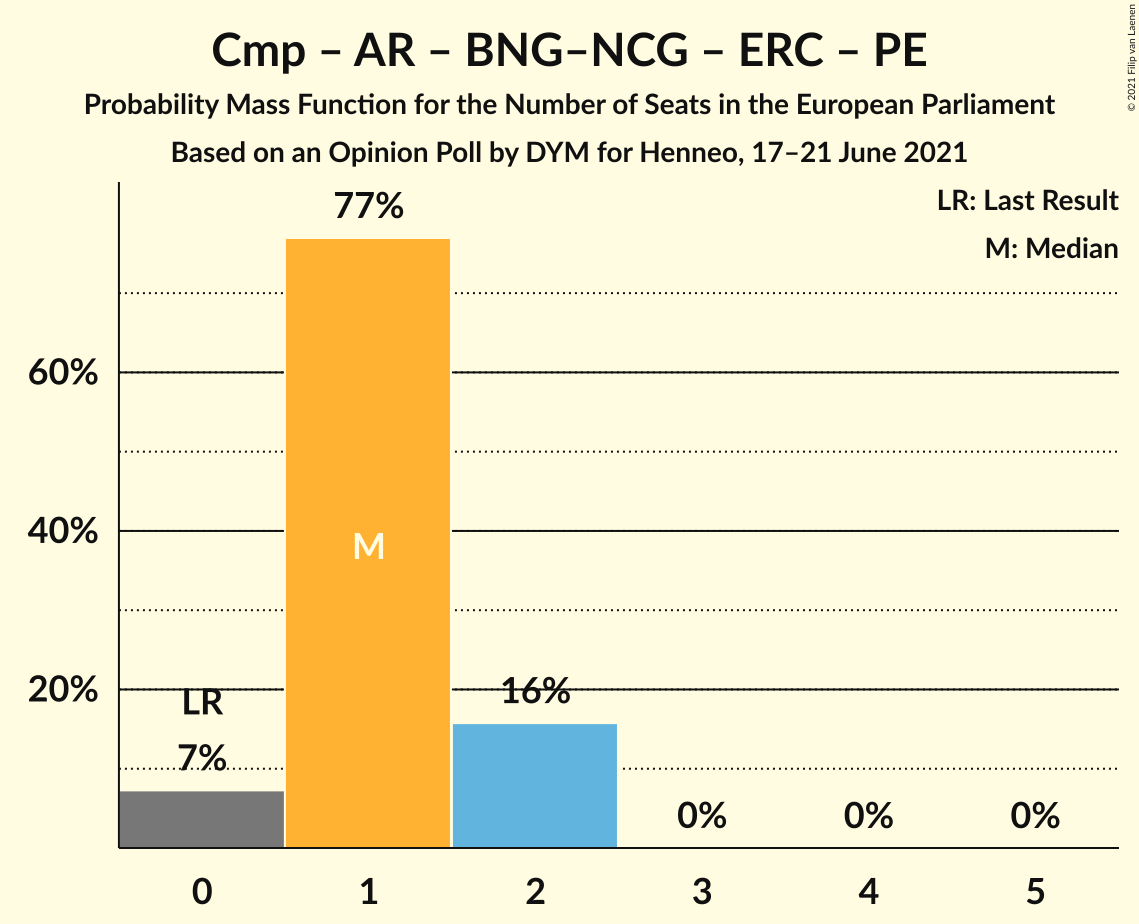 Cmp – AR – BNG–NCG – ERC – PE
Probability Mass Function for the Number of Seats in the European Parliament
Based on an Opinion Poll by DYM for Henneo, 17–21 June 2021
© 2021 Filip van Laenen
LR: Last Result
M: Median
77%
60%
40%
M
20%
LR
16%
7%
0%
0%
0%
0
1
2
3
4
5